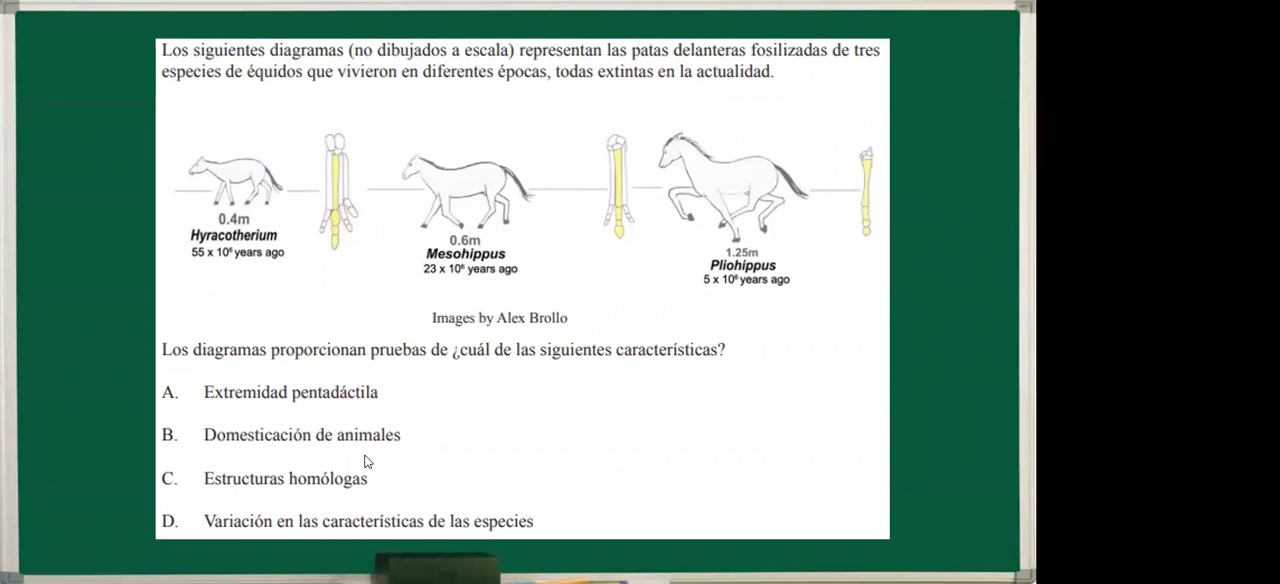 Los siguientes diagramas (no dibujados a escala) representan las patas delanteras fosilizadas de tres
especies de équidos que vivieron en diferentes épocas, todas extintas en la actualidad.
0.4m
Hyracotherium
55 x 10⁶ years ago
0.6m
Mesohippus
23 x 10⁶ years ago
1.25m
Pliohippus
5 x 10⁶ years ago
Images by Alex Brollo
Los diagramas proporcionan pruebas de ¿cuál de las siguientes características?
A. Extremidad pentadáctila
B. Domesticación de animales
C. Estructuras homólogas
D. Variación en las características de las especies